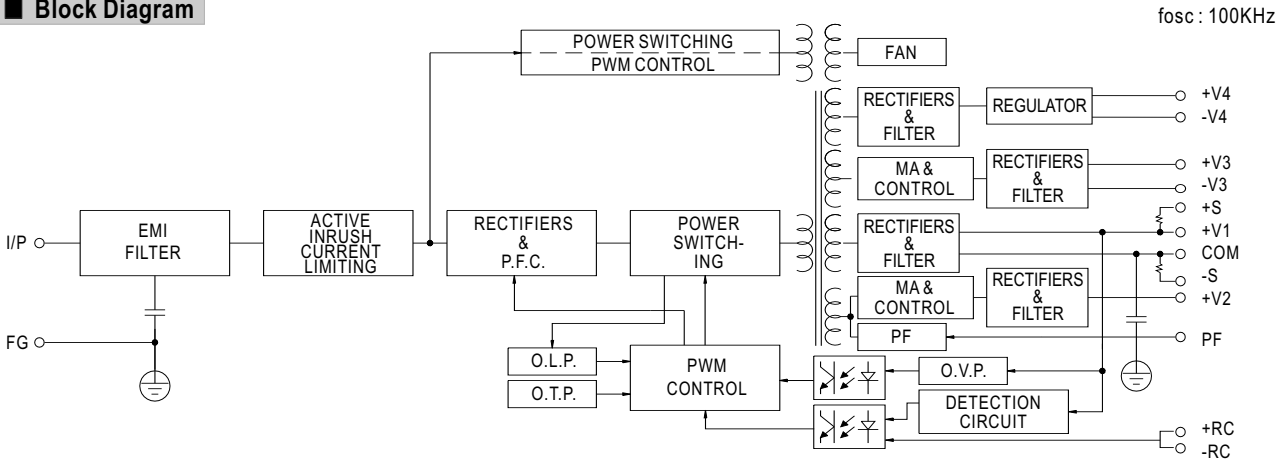 ■ Block Diagram
fosc : 100KHz
POWER SWITCHING
PWM CONTROL
FAN
RECTIFIERS
&
FILTER
REGULATOR
+V4
-V4
MA &
CONTROL
RECTIFIERS
&
FILTER
+V3
-V3
I/P
EMI
FILTER
ACTIVE
INRUSH
CURRENT
LIMITING
RECTIFIERS
&
P.F.C.
POWER
SWITCH-
ING
RECTIFIERS
&
FILTER
+S
+V1
COM
-S
MA &
CONTROL
RECTIFIERS
&
FILTER
+V2
PF
PF
FG
O.L.P.
O.T.P.
PWM
CONTROL
O.V.P.
DETECTION
CIRCUIT
+RC
-RC